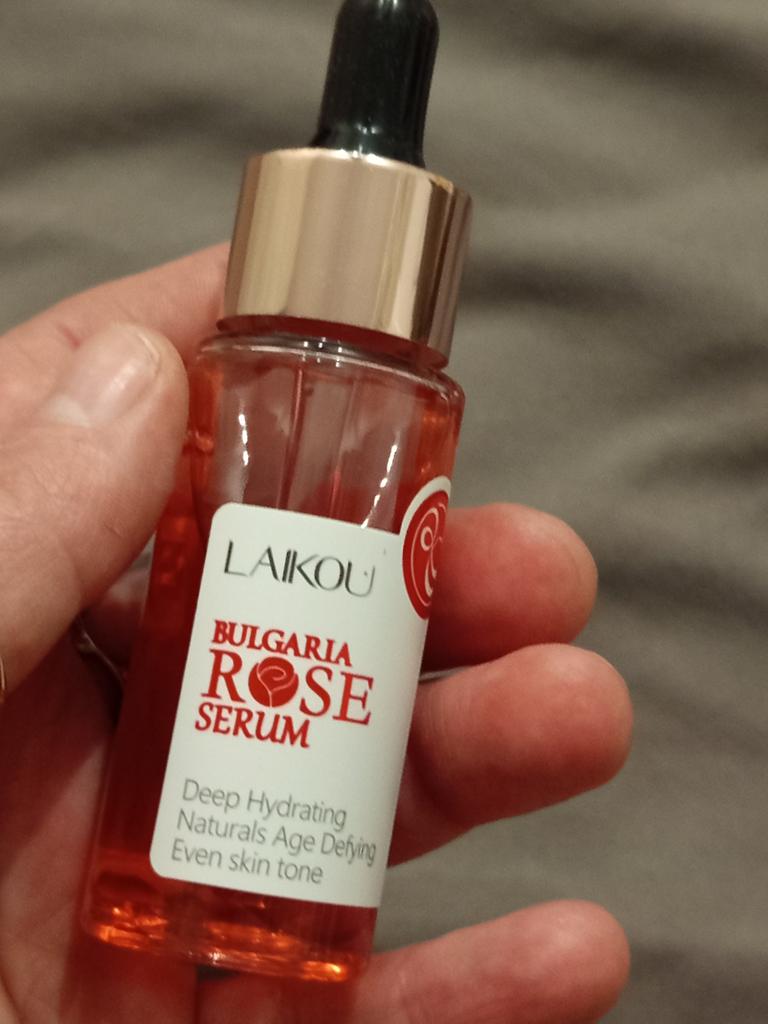 LAIKOU
BULGARIA
ROSE
SERUM
Deep Hydrating
Naturals Age Defying
Even skin tone